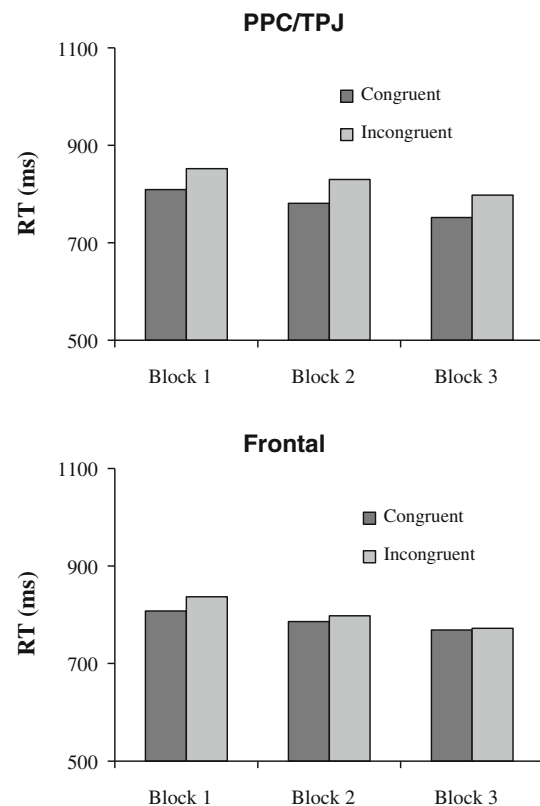 PPC/TPJ
1100
Congruent
Incongruent
900
RT (ms)
700
500
Block 1 Block 2 Block 3
Frontal
1100
Congruent
Incongruent
900
RT (ms)
700
500
Block 1 Block 2 Block 3